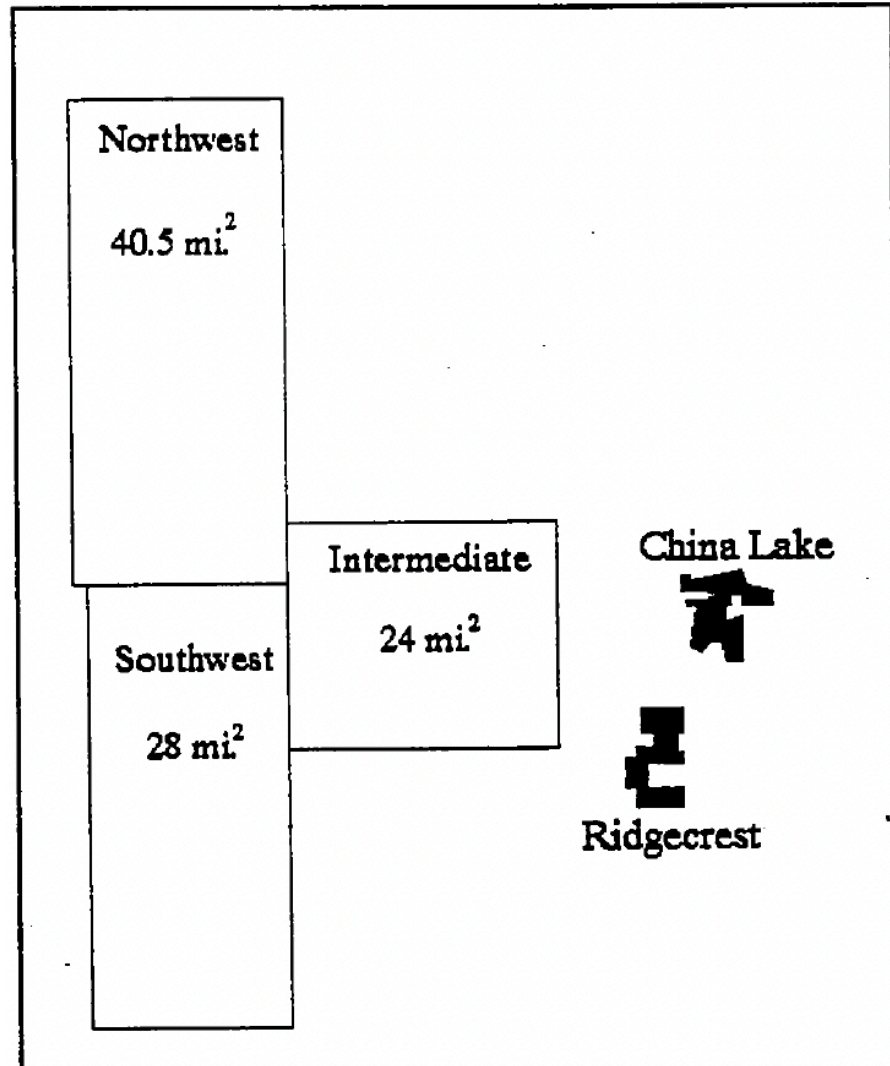 Northwest
40.5 mi.²
Intermediate
24 mi.²
China Lake
Southwest
28 mi.²
Ridgecrest